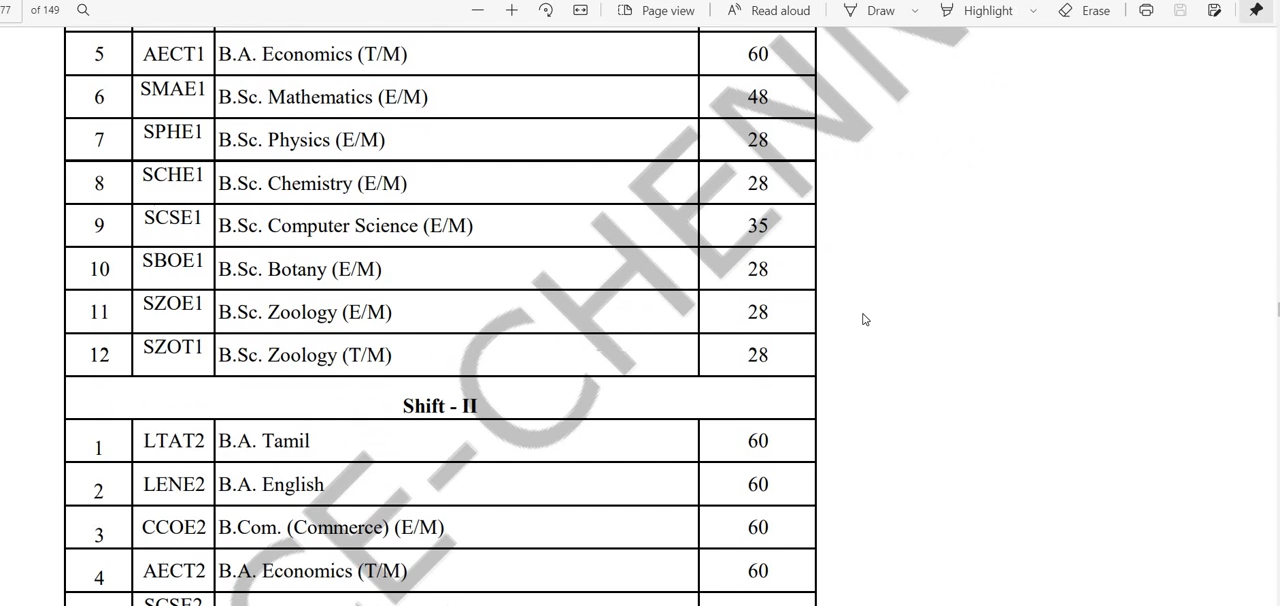 77 of 149 Page view Read aloud Draw Highlight Erase
5 AECT1 B.A. Economics (T/M) 60
6 SMAE1 B.Sc. Mathematics (E/M) 48
7 SPHE1 B.Sc. Physics (E/M) 28
8 SCHE1 B.Sc. Chemistry (E/M) 28
9 SCSE1 B.Sc. Computer Science (E/M) 35
10 SBOE1 B.Sc. Botany (E/M) 28
11 SZOE1 B.Sc. Zoology (E/M) 28
12 SZOT1 B.Sc. Zoology (T/M) 28
Shift - II
1 LTAT2 B.A. Tamil 60
2 LENE2 B.A. English 60
3 CCOE2 B.Com. (Commerce) (E/M) 60
4 AECT2 B.A. Economics (T/M) 60
SCSE2
CE-CHENN